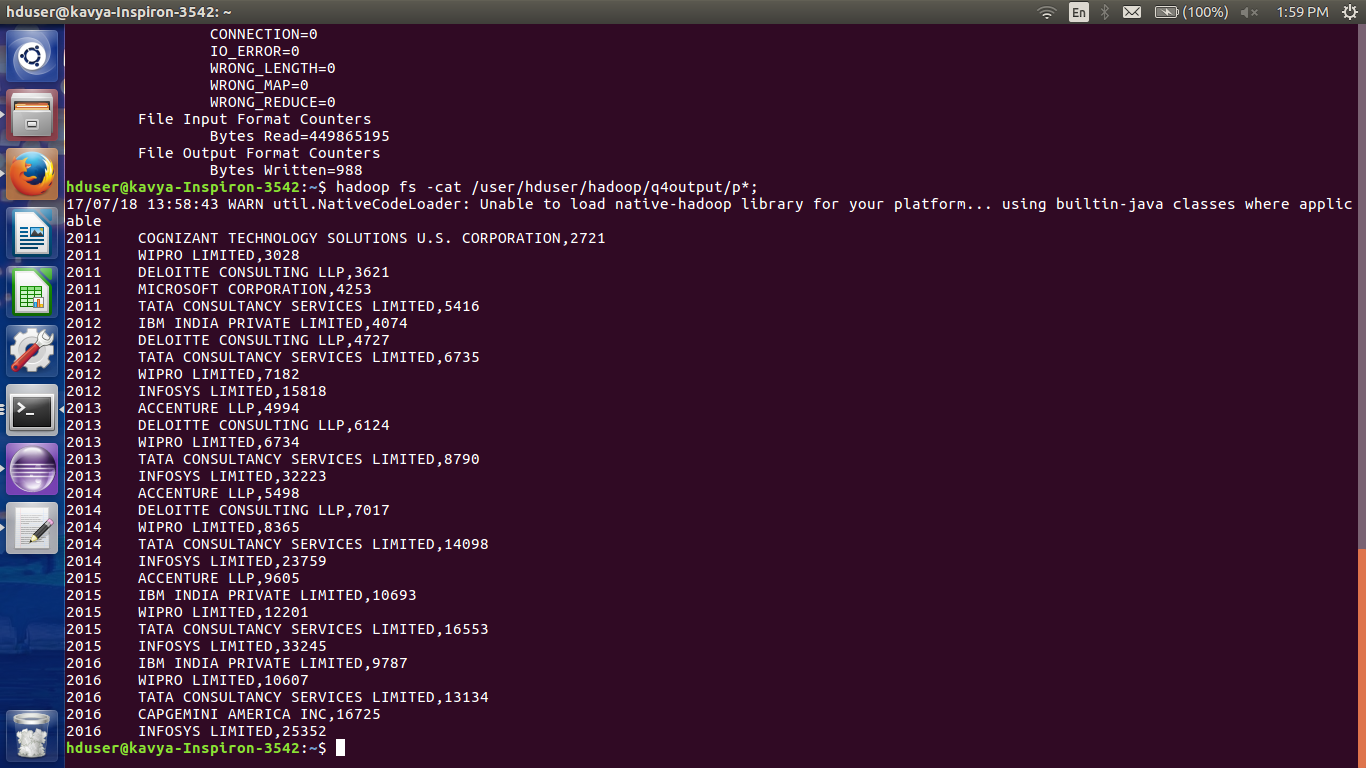 hduser@kavya-Inspiron-3542: ~
En
(100%)
1:59 PM
CONNECTION=0
IO_ERROR=0
WRONG_LENGTH=0
WRONG_MAP=0
WRONG_REDUCE=0
File Input Format Counters
Bytes Read=449865195
File Output Format Counters
Bytes Written=988
hduser@kavya-Inspiron-3542:~$ hadoop fs -cat /user/hduser/hadoop/q4output/p*;
17/07/18 13:58:43 WARN util.NativeCodeLoader: Unable to load native-hadoop library for your platform... using builtin-java classes where applic
able
2011 COGNIZANT TECHNOLOGY SOLUTIONS U.S. CORPORATION,2721
2011 WIPRO LIMITED,3028
2011 DELOITTE CONSULTING LLP,3621
2011 MICROSOFT CORPORATION,4253
2011 TATA CONSULTANCY SERVICES LIMITED,5416
2012 IBM INDIA PRIVATE LIMITED,4074
2012 DELOITTE CONSULTING LLP,4727
2012 TATA CONSULTANCY SERVICES LIMITED,6735
2012 WIPRO LIMITED,7182
2012 INFOSYS LIMITED,15818
2013 ACCENTURE LLP,4994
2013 DELOITTE CONSULTING LLP,6124
2013 WIPRO LIMITED,6734
2013 TATA CONSULTANCY SERVICES LIMITED,8790
2013 INFOSYS LIMITED,32223
2014 ACCENTURE LLP,5498
2014 DELOITTE CONSULTING LLP,7017
2014 WIPRO LIMITED,8365
2014 TATA CONSULTANCY SERVICES LIMITED,14098
2014 INFOSYS LIMITED,23759
2015 ACCENTURE LLP,9605
2015 IBM INDIA PRIVATE LIMITED,10693
2015 WIPRO LIMITED,12201
2015 TATA CONSULTANCY SERVICES LIMITED,16553
2015 INFOSYS LIMITED,33245
2016 IBM INDIA PRIVATE LIMITED,9787
2016 WIPRO LIMITED,10607
2016 TATA CONSULTANCY SERVICES LIMITED,13134
2016 CAPGEMINI AMERICA INC,16725
2016 INFOSYS LIMITED,25352
hduser@kavya-Inspiron-3542:~$